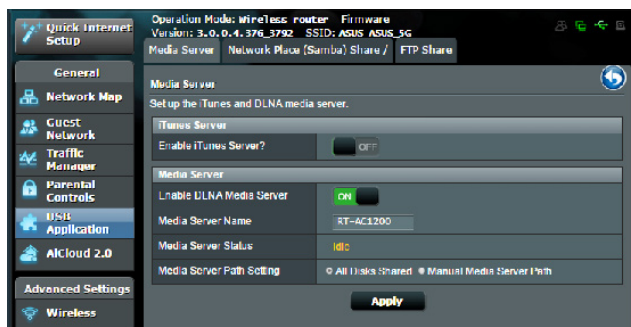 Quick Internet
Setup
Operation Mode: Wireless router Firmware
Version: 3.0.0.4.376_3792 SSID: ASUS ASUS_5G
Media Server Network Place (Samba) Share / FTP Share
General
Network Map
Guest
Network
Traffic
Manager
Parental
Controls
USB
Application
AiCloud 2.0
Advanced Settings
Wireless
Media Server
Set up the iTunes and DLNA media server.
iTunes Server
Enable iTunes Server? OFF
Media Server
Enable DLNA Media Server ON
Media Server Name RT-AC1200
Media Server Status Idle
Media Server Path Setting All Disks Shared Manual Media Server Path
Apply